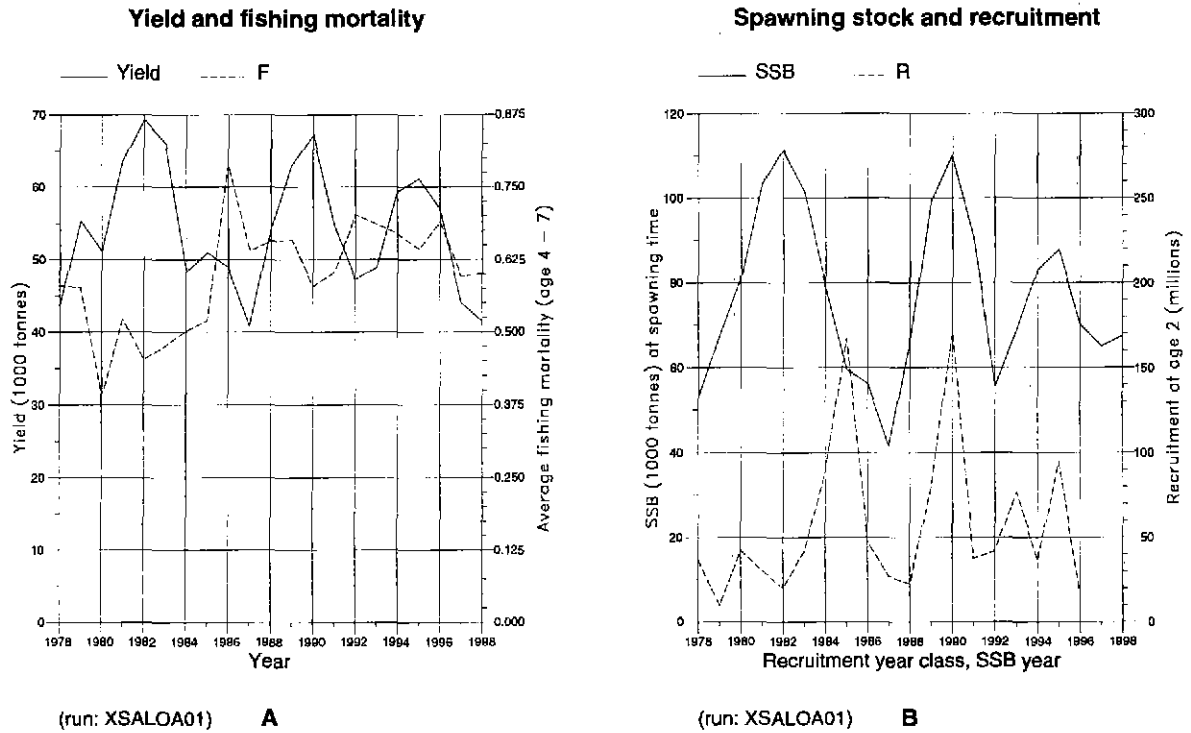 Yield and fishing mortality
Yield F
70
60
50
40
30
20
10
0
Yield (1000 tonnes)
0.875
0.750
0.625
0.500
0.375
0.250
0.125
0.000
Average fishing mortality (age 4 – 7)
1978 1980 1982 1984 1986 1988 1990 1992 1994 1996 1998
Year
(run: XSALOA01) A
Spawning stock and recruitment
SSB R
120
100
80
60
40
20
0
SSB (1000 tonnes) at spawning time
300
250
200
150
100
50
0
Recruitment at age 2 (millions)
1978 1980 1982 1984 1986 1988 1990 1992 1994 1996 1998
Recruitment year class, SSB year
(run: XSALOA01) B